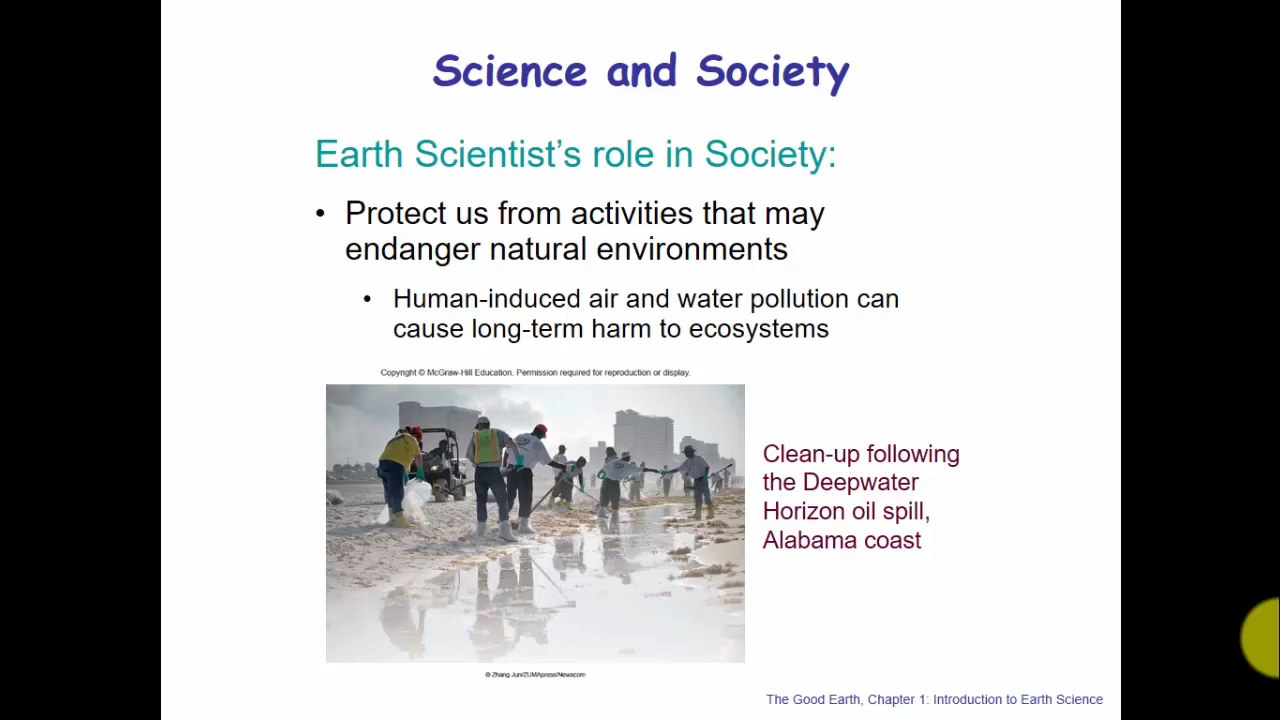 Science and Society
Earth Scientist's role in Society:
• Protect us from activities that may
endanger natural environments
• Human-induced air and water pollution can
cause long-term harm to ecosystems
Copyright © McGraw-Hill Education. Permission required for reproduction or display.
Clean-up following
the Deepwater
Horizon oil spill,
Alabama coast
© Zhang Jun/ZUMApress/Newscom
The Good Earth, Chapter 1: Introduction to Earth Science